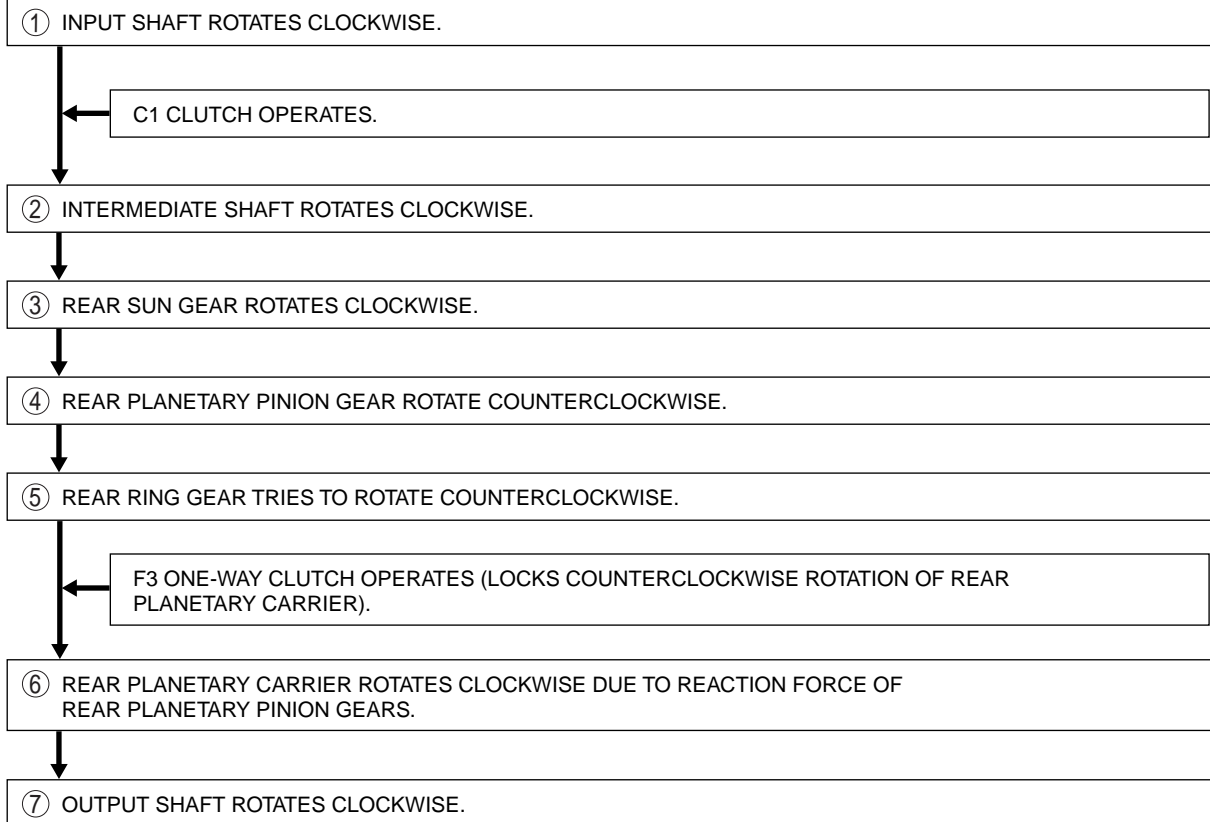 ① INPUT SHAFT ROTATES CLOCKWISE.
C1 CLUTCH OPERATES.
② INTERMEDIATE SHAFT ROTATES CLOCKWISE.
③ REAR SUN GEAR ROTATES CLOCKWISE.
④ REAR PLANETARY PINION GEAR ROTATE COUNTERCLOCKWISE.
⑤ REAR RING GEAR TRIES TO ROTATE COUNTERCLOCKWISE.
F3 ONE-WAY CLUTCH OPERATES (LOCKS COUNTERCLOCKWISE ROTATION OF REAR
PLANETARY CARRIER).
⑥ REAR PLANETARY CARRIER ROTATES CLOCKWISE DUE TO REACTION FORCE OF
REAR PLANETARY PINION GEARS.
⑦ OUTPUT SHAFT ROTATES CLOCKWISE.